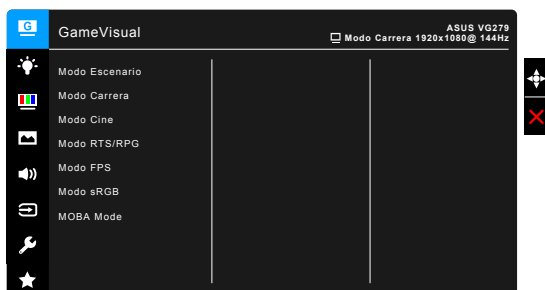 G
GameVisual
ASUS VG279
Modo Carrera 1920x1080@ 144Hz
Modo Escenario
Modo Carrera
Modo Cine
Modo RTS/RPG
Modo FPS
Modo sRGB
MOBA Mode